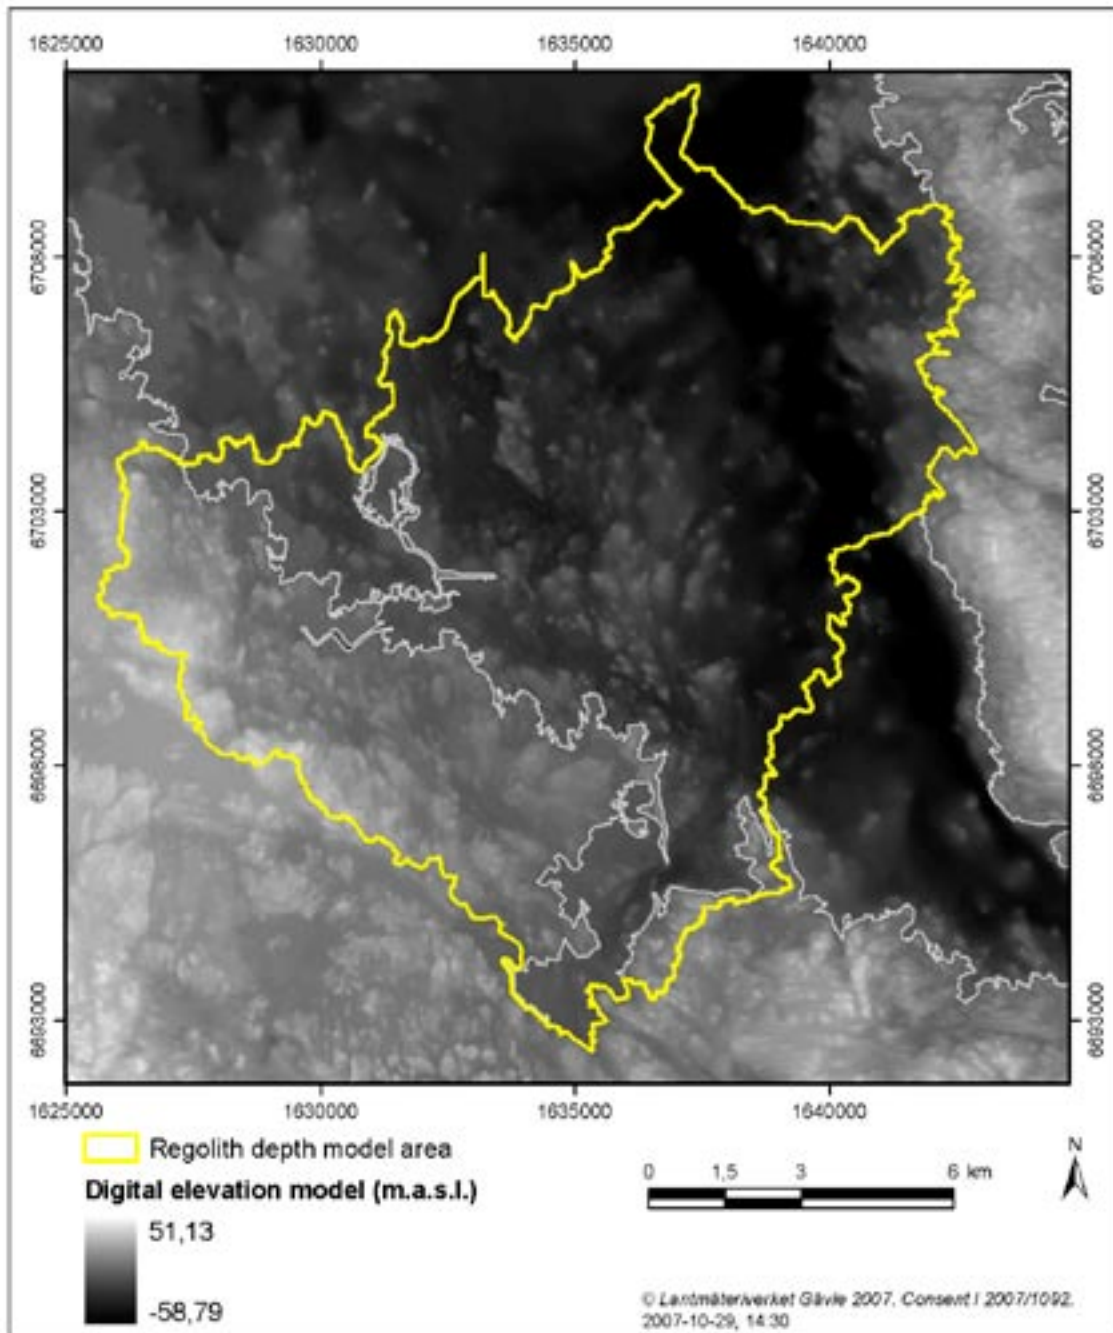 1625000 1630000 1635000 1640000
6708000 6708000
6703000 6703000
6698000 6698000
6693000 6693000
1625000 1630000 1635000 1640000
Regolith depth model area
Digital elevation model (m.a.s.l.)
51,13
-58,79
0 1,5 3 6 km
N
© Lantmäteriverket Gävle 2007. Consent I 2007/1092.
2007-10-29, 14:30